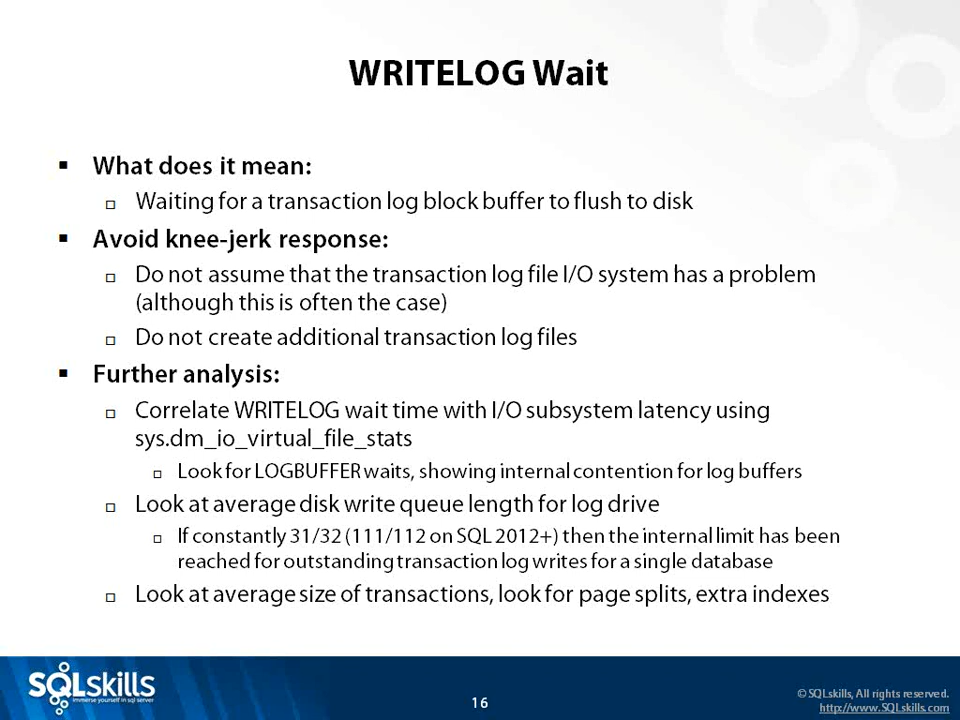 WRITELOG Wait
What does it mean:
Waiting for a transaction log block buffer to flush to disk
Avoid knee-jerk response:
Do not assume that the transaction log file I/O system has a problem
(although this is often the case)
Do not create additional transaction log files
Further analysis:
Correlate WRITELOG wait time with I/O subsystem latency using
sys.dm_io_virtual_file_stats
Look for LOGBUFFER waits, showing internal contention for log buffers
Look at average disk write queue length for log drive
If constantly 31/32 (111/112 on SQL 2012+) then the internal limit has been
reached for outstanding transaction log writes for a single database
Look at average size of transactions, look for page splits, extra indexes
SQLskills
immerse yourself in sql server
16
© SQLskills, All rights reserved.
http://www.SQLskills.com